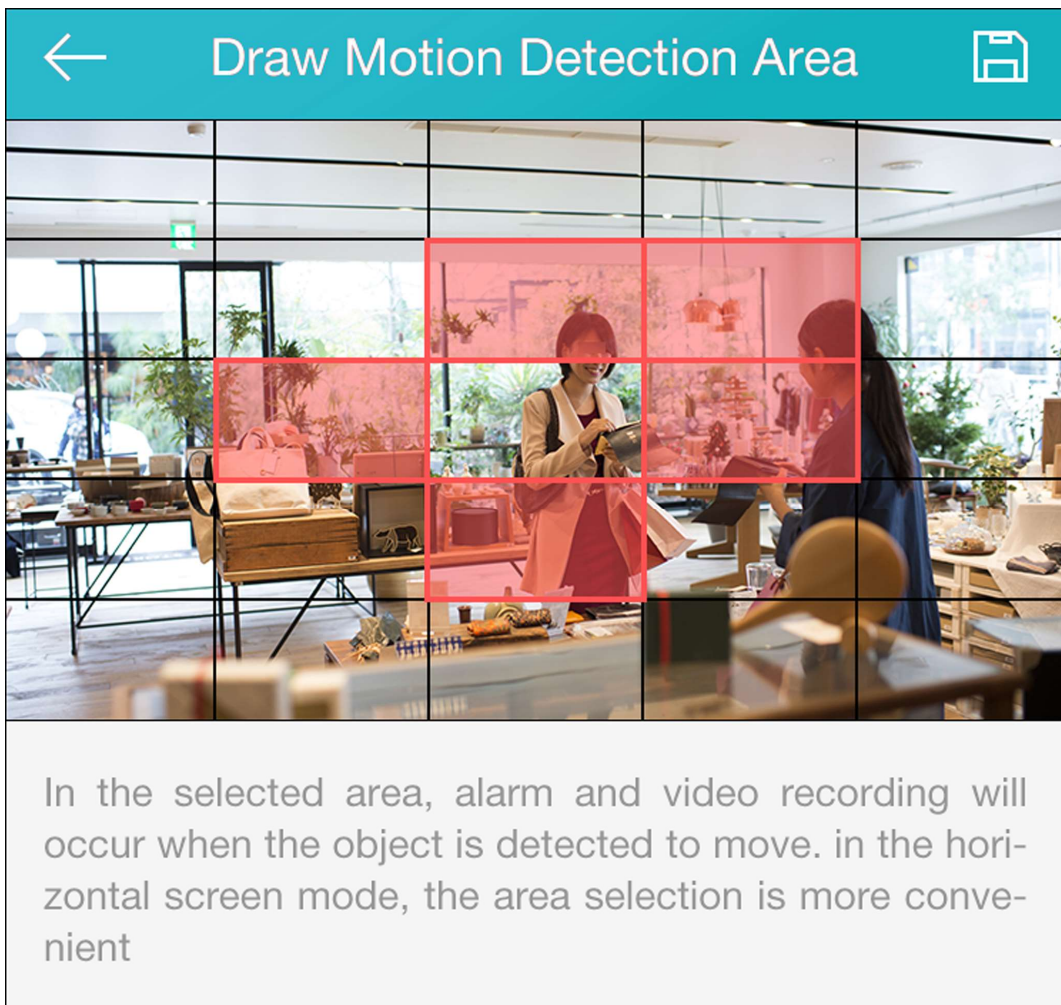 Draw Motion Detection Area
In the selected area, alarm and video recording will
occur when the object is detected to move. in the hori-
zontal screen mode, the area selection is more conve-
nient